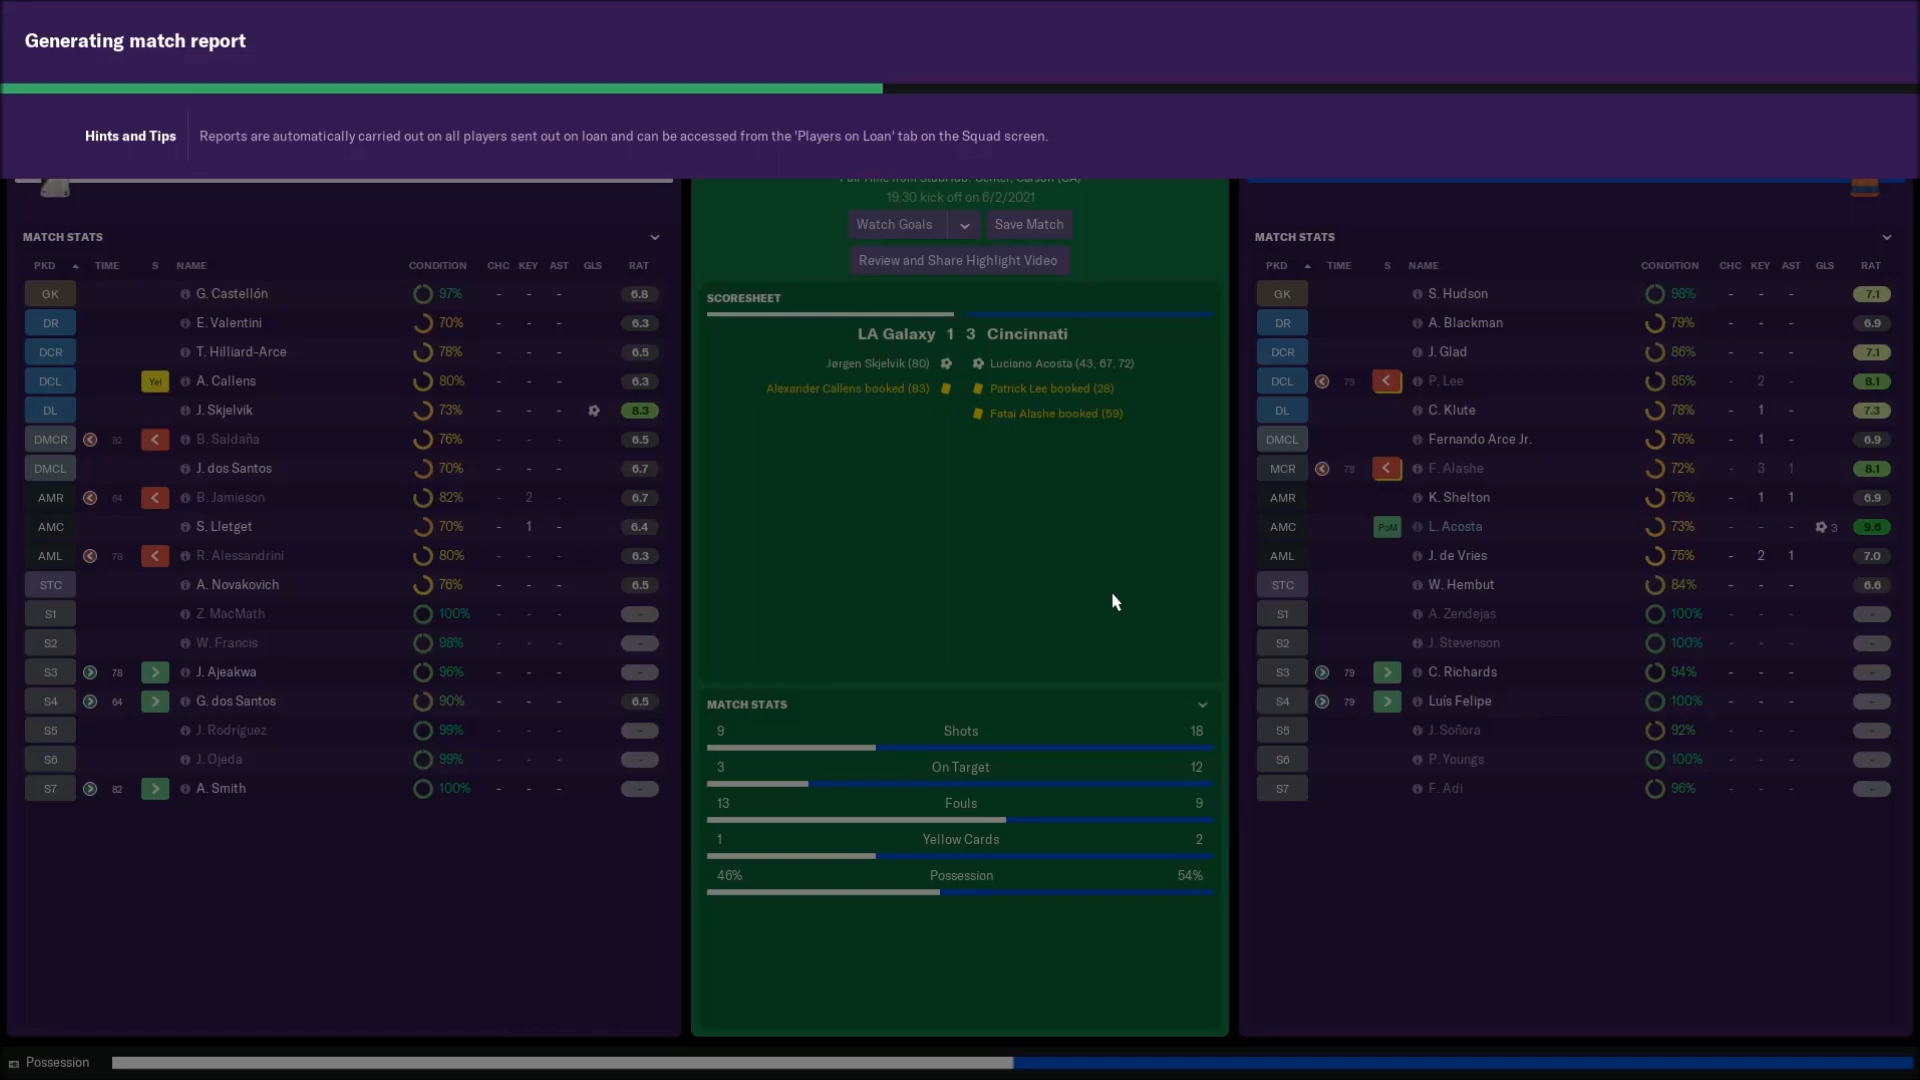 Generating match report
Hints and Tips
Reports are automatically carried out on all players sent out on loan and can be accessed from the 'Players on Loan' tab on the Squad screen.
19:30 kick off on 6/2/2021
Watch Goals
Save Match
Review and Share Highlight Video
MATCH STATS
PKD TIME S NAME CONDITION CHC KEY AST GLS RAT
GK G. Castellón 97% - - - 6.8
DR E. Valentini 70% - - - 6.3
DCR T. Hilliard-Arce 78% - - - 6.5
DCL Yel A. Callens 80% - - - 6.3
DL J. Skjelvik 73% - - - 8.3
DMCR 82 B. Saldaña 76% - - - 6.5
DMCL J. dos Santos 70% - - - 6.7
AMR 64 B. Jamieson 82% - 2 - 6.7
AMC S. Lletget 70% - 1 - 6.4
AML 78 R. Alessandrini 80% - - - 6.3
STC A. Novakovich 76% - - - 6.5
S1 Z. MacMath 100% - - - -
S2 W. Francis 98% - - - -
S3 78 J. Ajeakwa 96% - - - -
S4 64 G. dos Santos 90% - - - 6.5
S5 J. Rodríguez 99% - - - -
S6 J. Ojeda 99% - - - -
S7 82 A. Smith 100% - - - -
SCORESHEET
LA Galaxy 1 3 Cincinnati
Jørgen Skjelvik (80) Luciano Acosta (43, 67, 72)
Alexander Callens booked (83) Patrick Lee booked (28)
Fatai Alashe booked (59)
MATCH STATS
9 Shots 18
3 On Target 12
13 Fouls 9
1 Yellow Cards 2
46% Possession 54%
MATCH STATS
PKD TIME S NAME CONDITION CHC KEY AST GLS RAT
GK S. Hudson 98% - - - 7.1
DR A. Blackman 79% - - - 6.9
DCR J. Glad 86% - - - 7.1
DCL 79 P. Lee 85% - 2 - 8.1
DL C. Klute 78% - 1 - 7.3
DMCL Fernando Arce Jr. 76% - 1 - 6.9
MCR 79 F. Alashe 72% - 3 1 8.1
AMR K. Shelton 76% - 1 1 6.9
AMC PoM L. Acosta 73% - - - 3 9.6
AML J. de Vries 75% - 2 1 7.0
STC W. Hembut 84% - - - 6.6
S1 A. Zendejas 100% - - - -
S2 J. Stevenson 100% - - - -
S3 79 C. Richards 94% - - - -
S4 79 Luís Felipe 100% - - - -
S5 J. Soñora 92% - - - -
S6 P. Youngs 100% - - - -
S7 F. Adi 96% - - - -
Possession